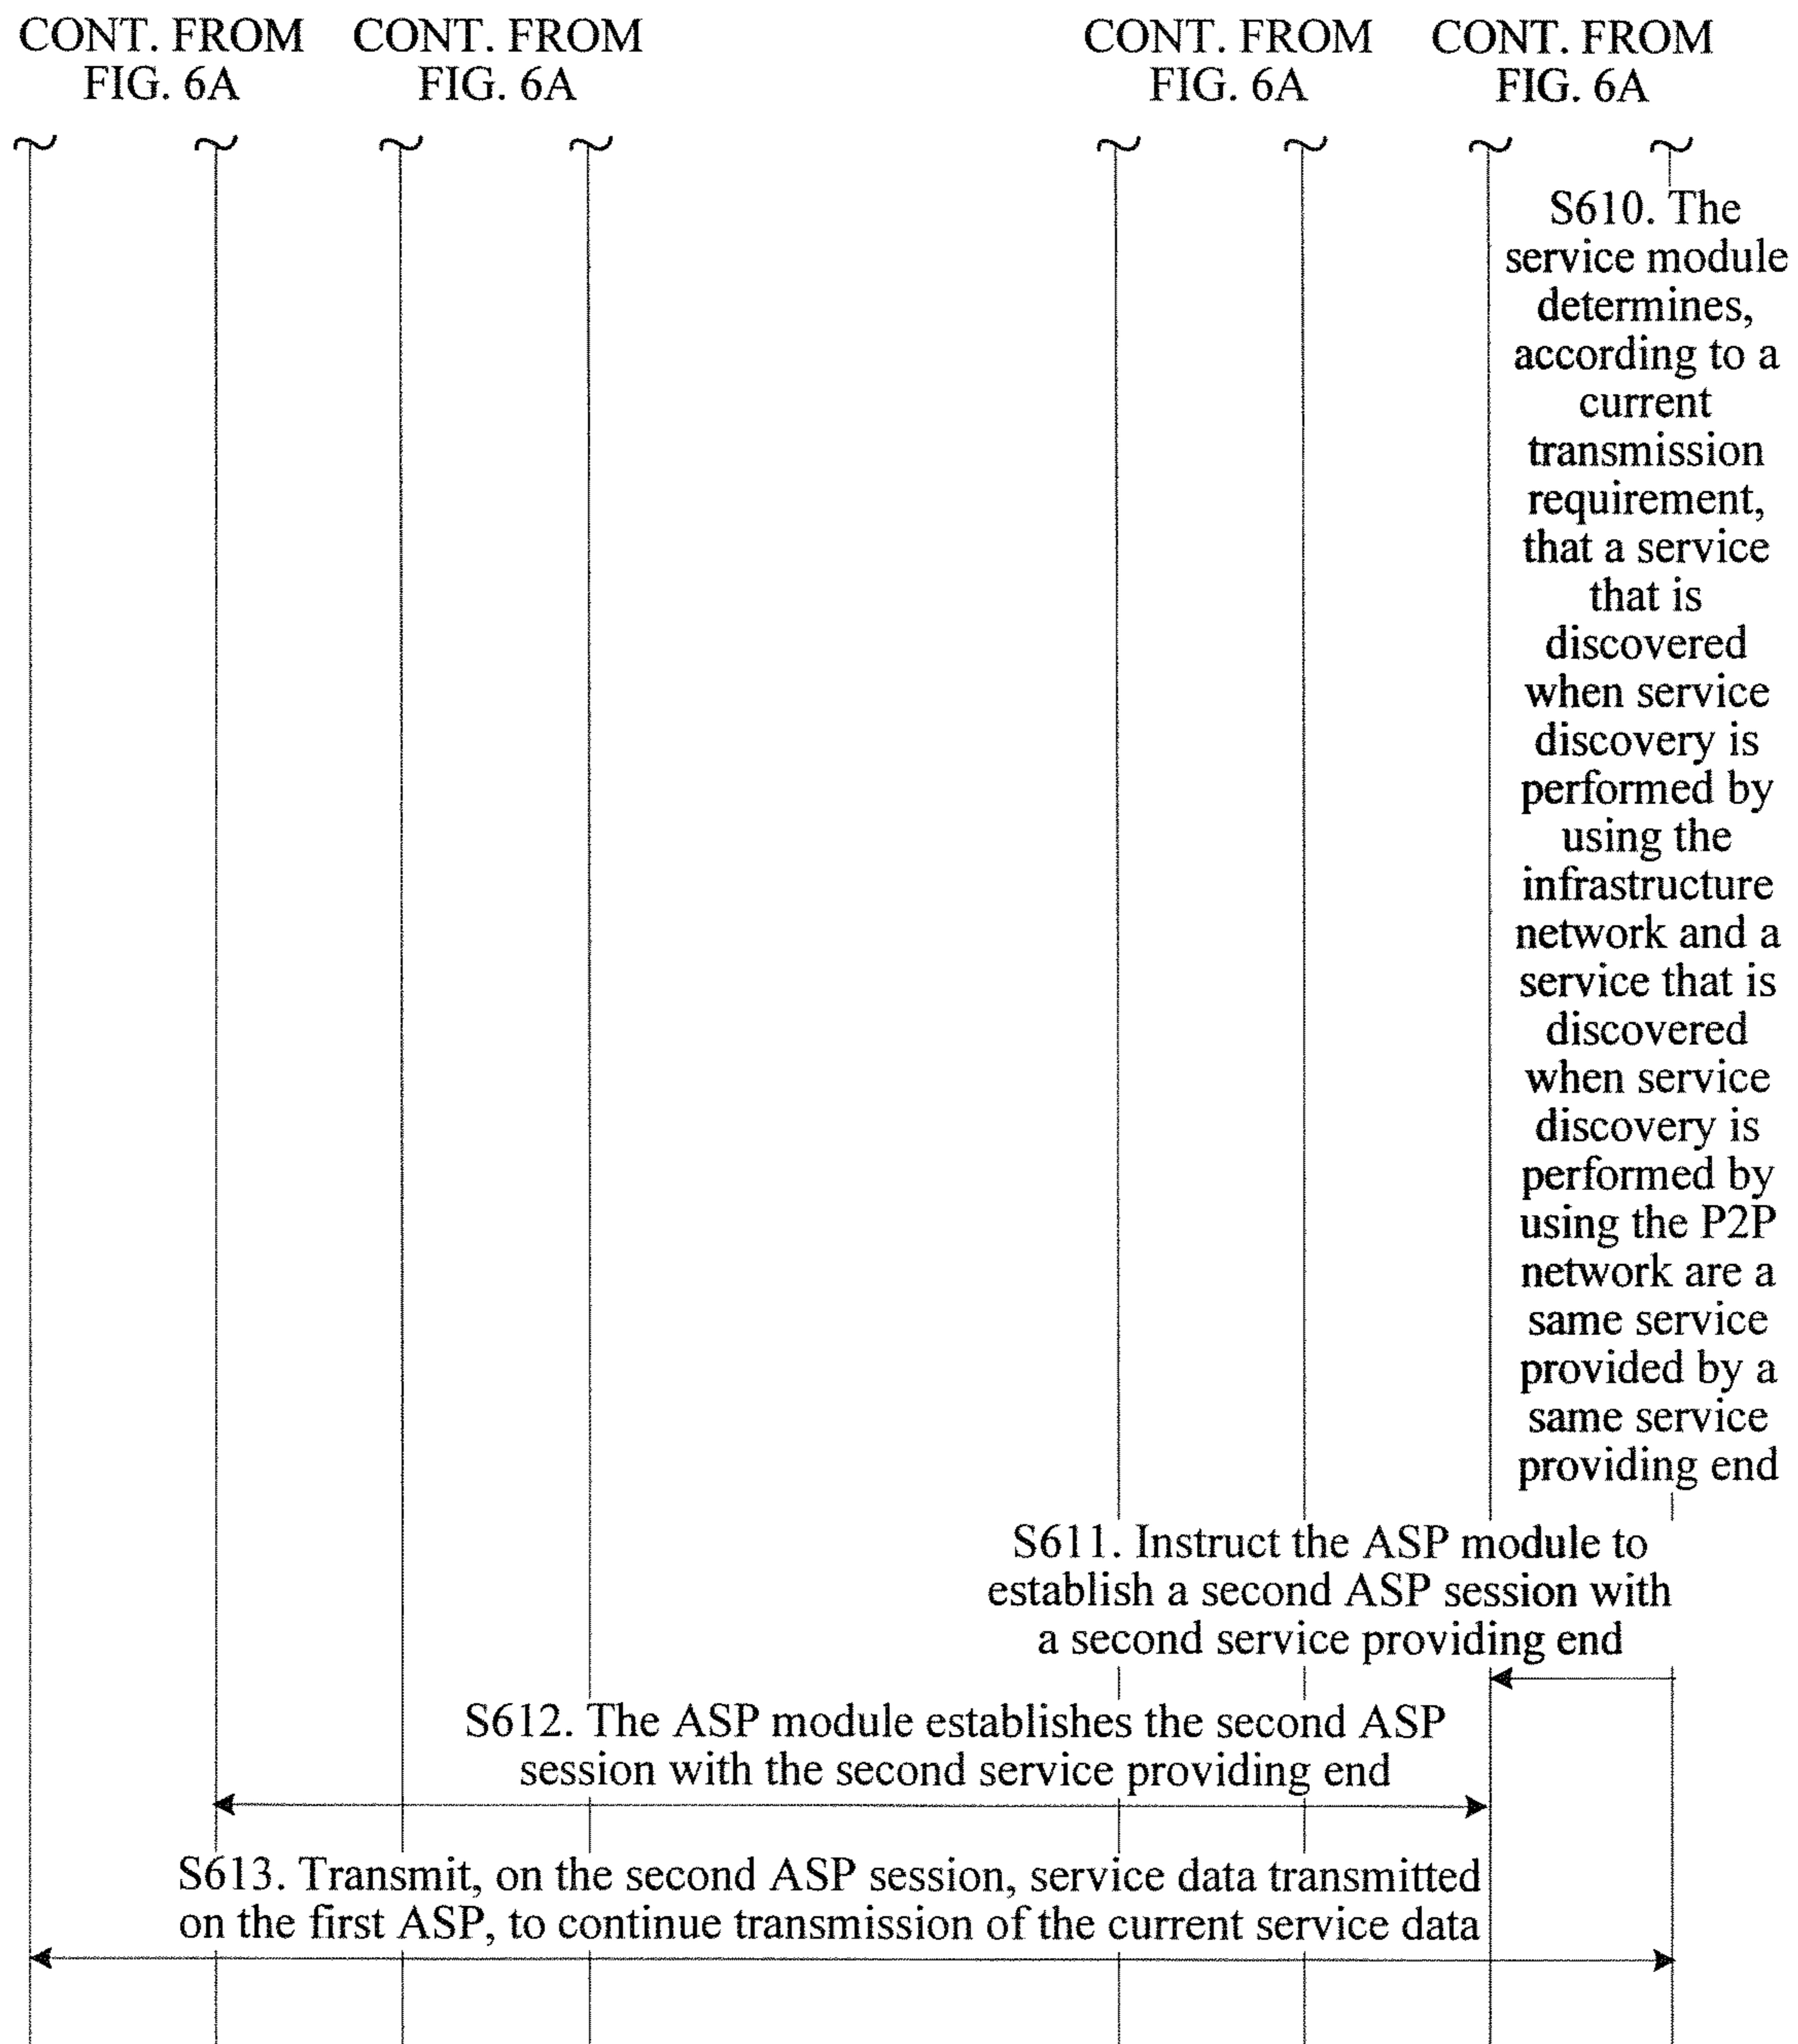 CONT. FROM
FIG. 6A
CONT. FROM
FIG. 6A
CONT. FROM
FIG. 6A
CONT. FROM
FIG. 6A
S610. The
service module
determines,
according to a
current
transmission
requirement,
that a service
that is
discovered
when service
discovery is
performed by
using the
infrastructure
network and a
service that is
discovered
when service
discovery is
performed by
using the P2P
network are a
same service
provided by a
same service
providing end
S611. Instruct the ASP module to
establish a second ASP session with
a second service providing end
S612. The ASP module establishes the second ASP
session with the second service providing end
S613. Transmit, on the second ASP session, service data transmitted
on the first ASP, to continue transmission of the current service data